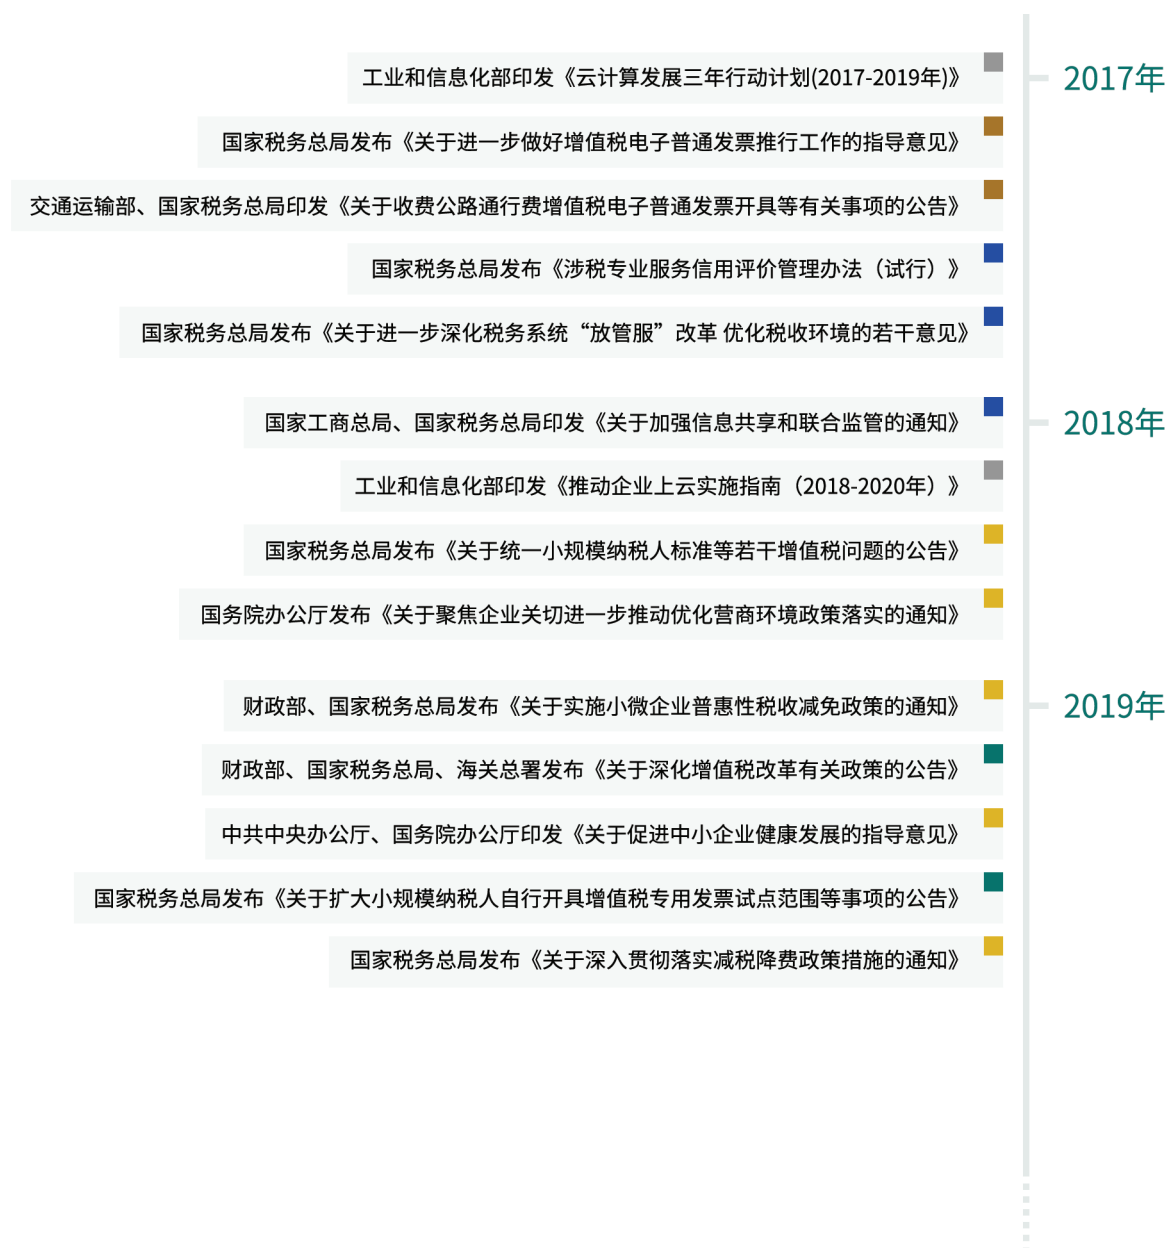 2017年
工业和信息化部印发《云计算发展三年行动计划(2017-2019年)》
国家税务总局发布《关于进一步做好增值税电子普通发票推行工作的指导意见》
交通运输部、国家税务总局印发《关于收费公路通行费增值税电子普通发票开具等有关事项的公告》
国家税务总局发布《涉税专业服务信用评价管理办法（试行）》
国家税务总局发布《关于进一步深化税务系统“放管服”改革 优化税收环境的若干意见》
2018年
国家工商总局、国家税务总局印发《关于加强信息共享和联合监管的通知》
工业和信息化部印发《推动企业上云实施指南（2018-2020年）》
国家税务总局发布《关于统一小规模纳税人标准等若干增值税问题的公告》
国务院办公厅发布《关于聚焦企业关切进一步推动优化营商环境政策落实的通知》
2019年
财政部、国家税务总局发布《关于实施小微企业普惠性税收减免政策的通知》
财政部、国家税务总局、海关总署发布《关于深化增值税改革有关政策的公告》
中共中央办公厅、国务院办公厅印发《关于促进中小企业健康发展的指导意见》
国家税务总局发布《关于扩大小规模纳税人自行开具增值税专用发票试点范围等事项的公告》
国家税务总局发布《关于深入贯彻落实减税降费政策措施的通知》